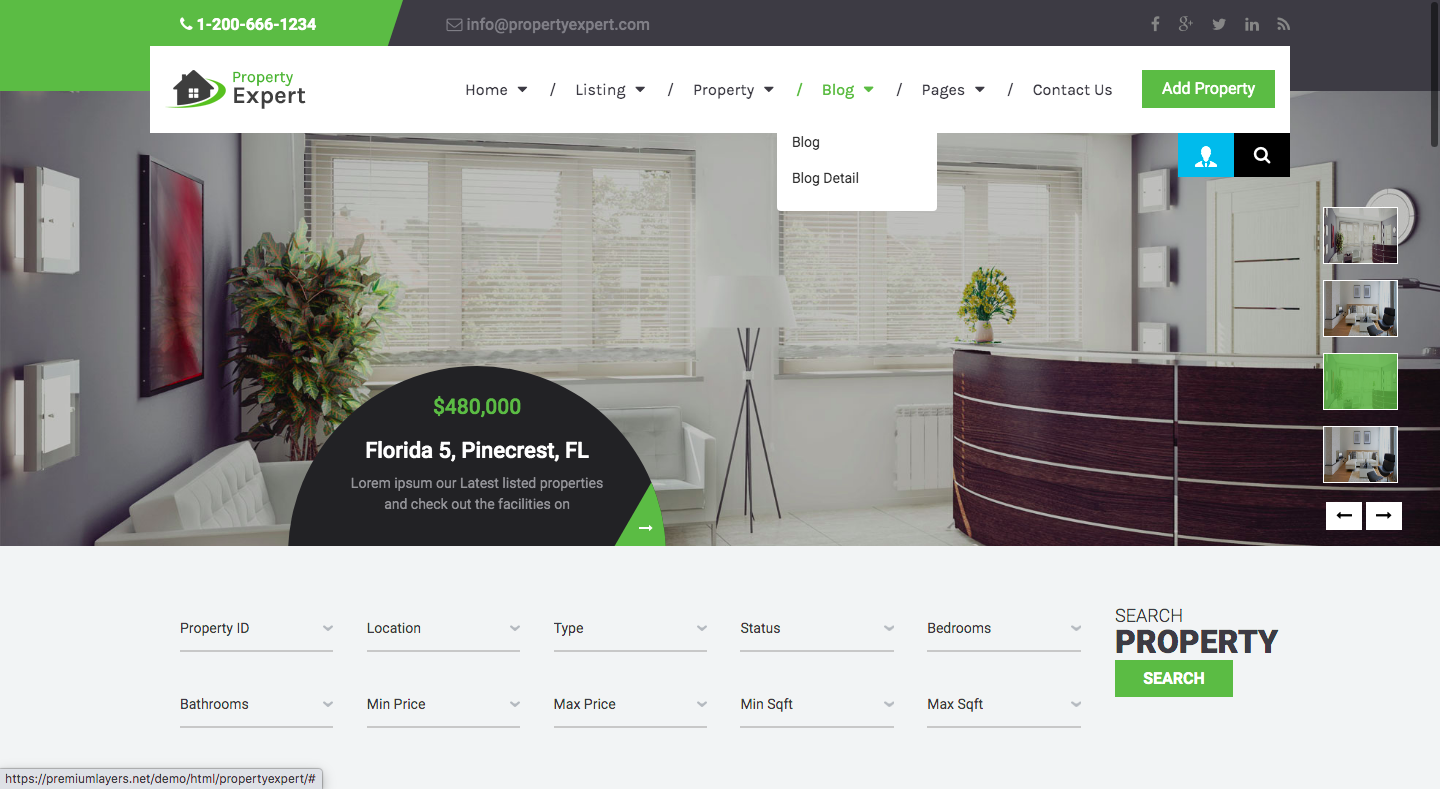 1-200-666-1234
info@propertyexpert.com
Property
Expert
Home / Listing / Property / Blog / Pages / Contact Us
Add Property
Blog
Blog Detail
$480,000
Florida 5, Pinecrest, FL
Lorem ipsum our Latest listed properties
and check out the facilities on
SEARCH
PROPERTY
SEARCH
Property ID
Location
Type
Status
Bedrooms
Bathrooms
Min Price
Max Price
Min Sqft
Max Sqft
https://premiumlayers.net/demo/html/propertyexpert/#